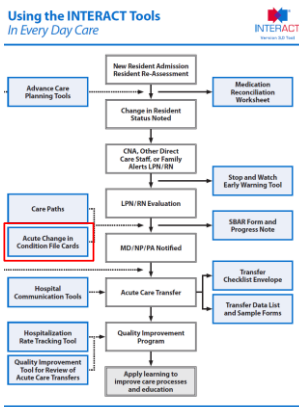 Using the INTERACT Tools
In Every Day Care
INTERACT
Version 4.0 Tool
New Resident Admission
Resident Re-Assessment
Advance Care
Planning Tools
Medication
Reconciliation
Worksheet
Change in Resident
Status Noted
CNA, Other Direct
Care Staff, or Family
Alerts LPN/RN
Stop and Watch
Early Warning Tool
Care Paths
LPN/RN Evaluation
SBAR Form and
Progress Note
Acute Change in
Condition File Cards
MD/NP/PA Notified
Transfer
Checklist Envelope
Hospital
Communication Tools
Acute Care Transfer
Transfer Data List
and Sample Forms
Hospitalization
Rate Tracking Tool
Quality Improvement
Program
Quality Improvement
Tool for Review of
Acute Care Transfers
Apply learning to
improve care processes
and education